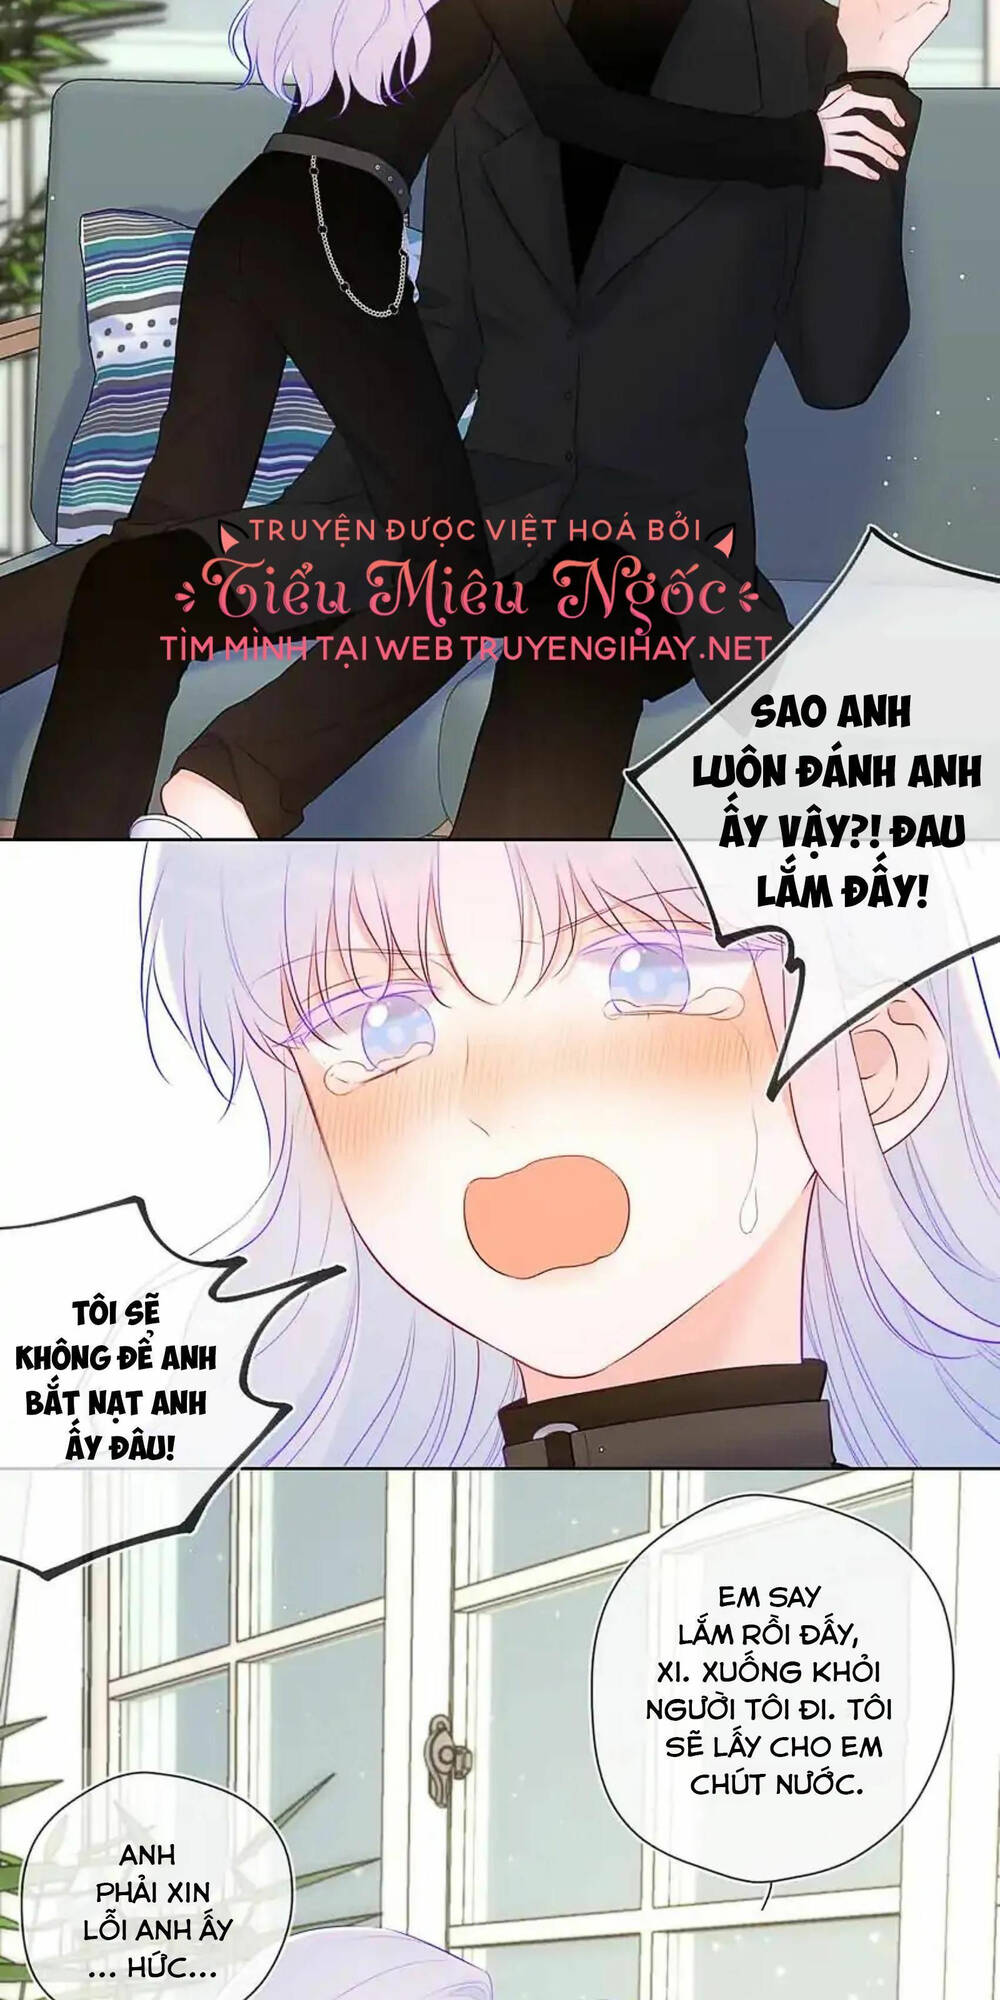 TRUYỆN ĐƯỢC VIỆT HOÁ BỞI
Tiểu Miêu Ngốc
TÌM MÌNH TẠI WEB TRUYENGIHAY.NET
SAO ANH
LUÔN ĐÁNH ANH
ẤY VẬY?! ĐAU
LẮM ĐẤY!
TÔI SẼ
KHÔNG ĐỂ ANH
BẮT NẠT ANH
ẤY ĐÂU!
EM SAY
LẮM RỒI ĐẤY,
XI. XUỐNG KHỎI
NGƯỜI TÔI ĐI. TÔI
SẼ LẤY CHO EM
CHÚT NƯỚC.
ANH
PHẢI XIN
LỖI ANH ẤY
... HỨC...